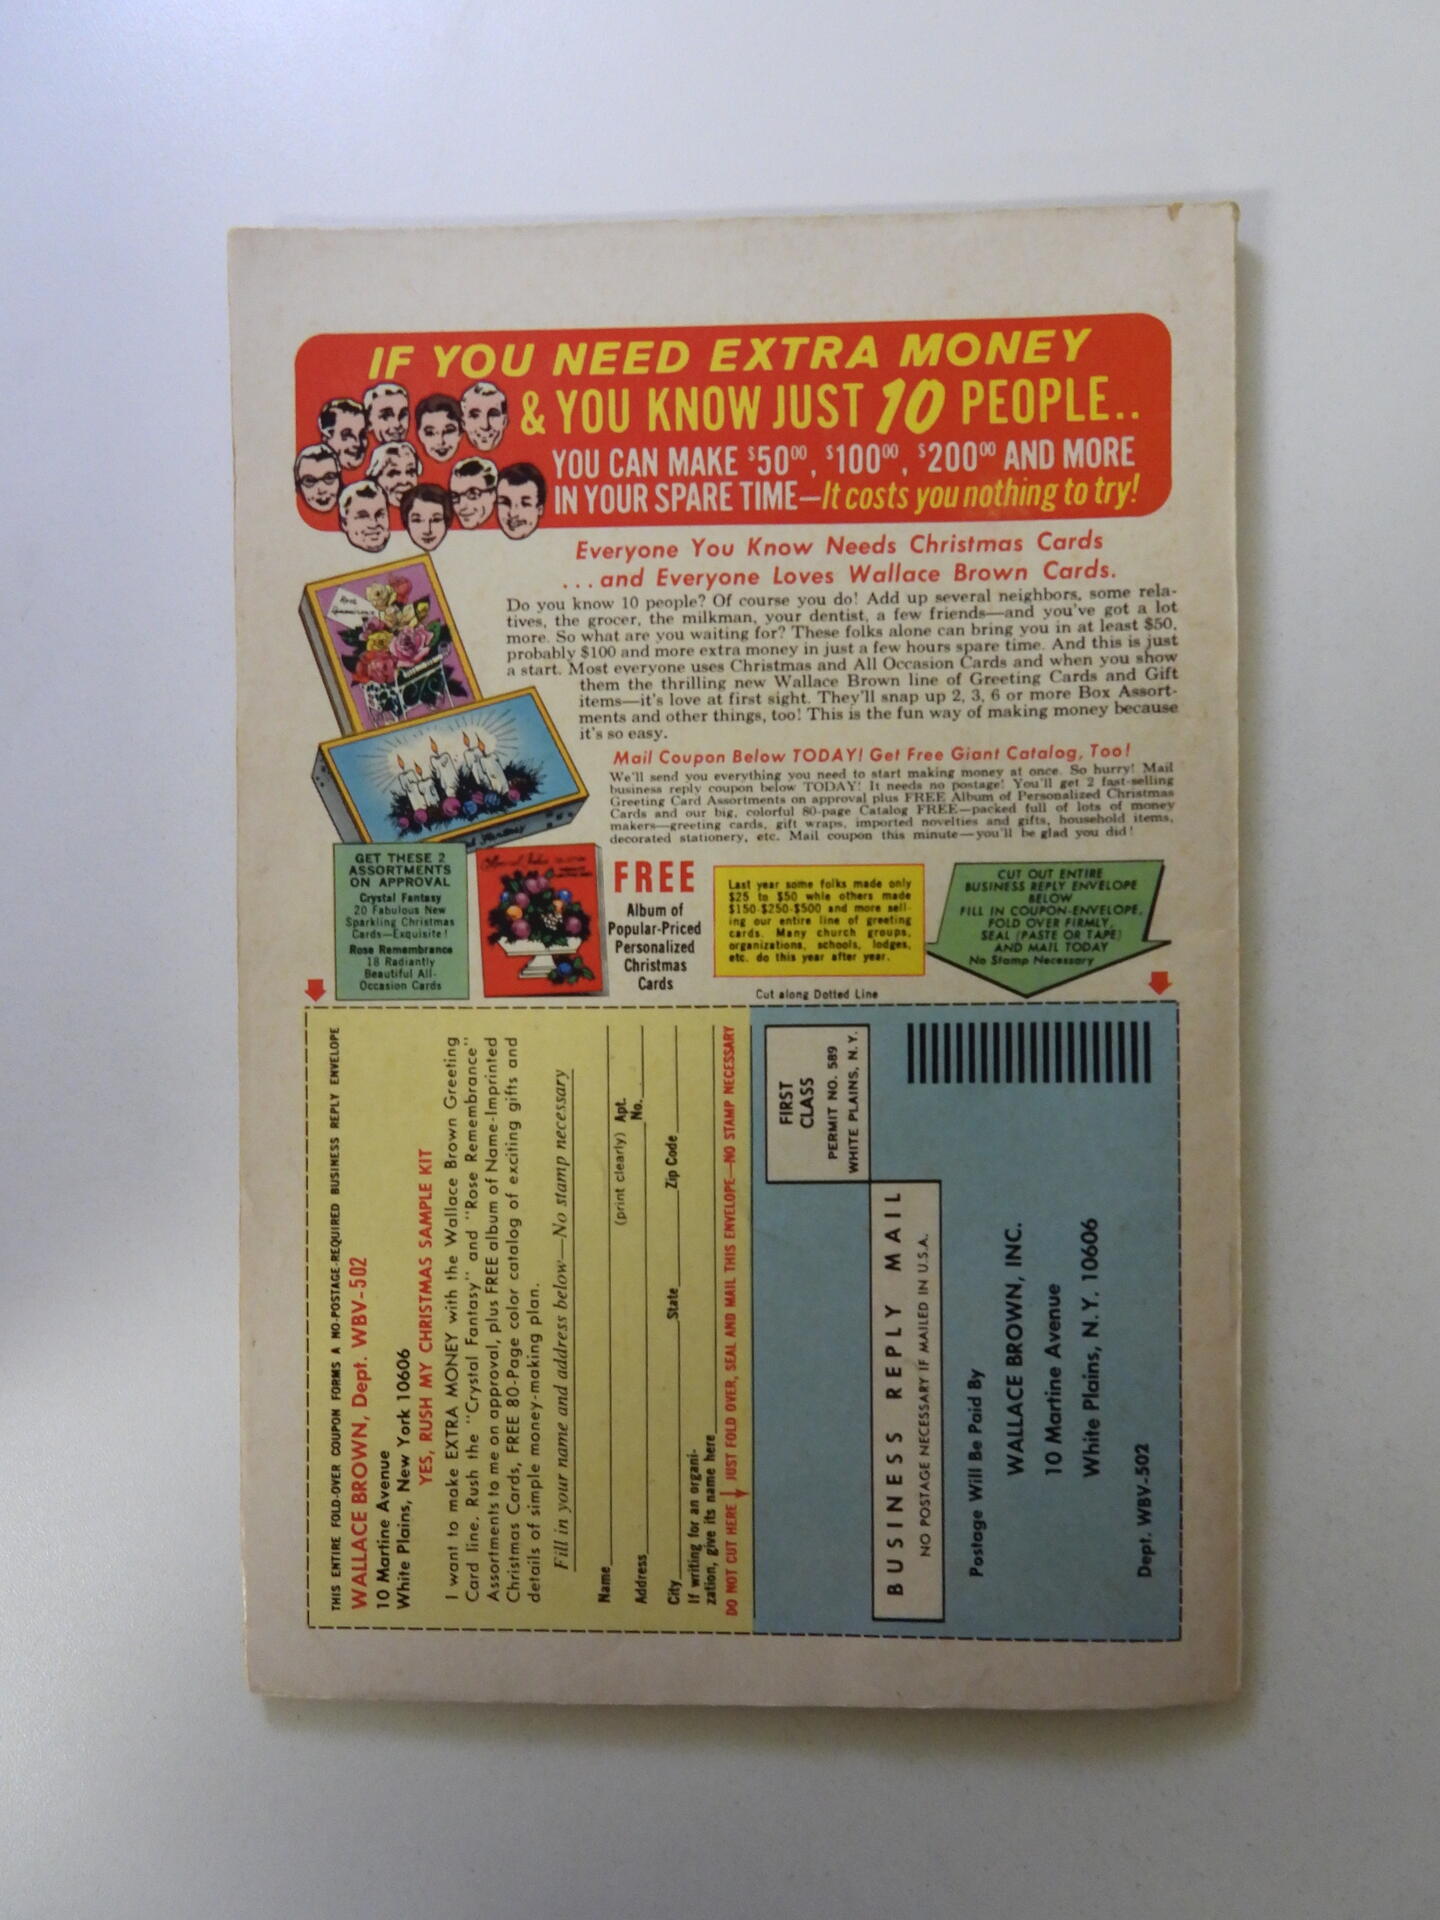 IF YOU NEED EXTRA MONEY
& YOU KNOW JUST 10 PEOPLE..
YOU CAN MAKE $50⁰⁰, $100⁰⁰, $200⁰⁰ AND MORE
IN YOUR SPARE TIME—It costs you nothing to try!
Everyone You Know Needs Christmas Cards
...and Everyone Loves Wallace Brown Cards.
Do you know 10 people? Of course you do! Add up several neighbors, some rela-
tives, the grocer, the milkman, your dentist, a few friends—and you've got a lot
more. So what are you waiting for? These folks alone can bring you in at least $50,
probably $100 and more extra money in just a few hours spare time. And this is just
a start. Most everyone uses Christmas and All Occasion Cards and when you show
them the thrilling new Wallace Brown line of Greeting Cards and Gift
items—it's love at first sight. They'll snap up 2, 3, 6 or more Box Assort-
ments and other things, too! This is the fun way of making money because
it's so easy.
Mail Coupon Below TODAY! Get Free Giant Catalog, Too!
We'll send you everything you need to start making money at once. So hurry! Mail
business reply coupon below TODAY! It needs no postage! You'll get 2 fast-selling
Greeting Card Assortments on approval plus FREE Album of Personalized Christmas
Cards and our big, colorful 80-page Catalog FREE—packed full of lots of money
makers—greeting cards, gift wraps, imported novelties and gifts, household items,
decorated stationery, etc. Mail coupon this minute—you'll be glad you did!
GET THESE 2
ASSORTMENTS
ON APPROVAL
Crystal Fantasy
20 Fabulous New
Sparkling Christmas
Cards—Exquisite!
Rose Remembrance
18 Radiantly
Beautiful All-
Occasion Cards
FREE
Album of
Popular-Priced
Personalized
Christmas
Cards
Last year some folks made only
$25 to $50 while others made
$150-$250-$500 and more sell-
ing our entire line of greeting
cards. Many church groups,
organizations, schools, lodges,
etc. do this year after year.
CUT OUT ENTIRE
BUSINESS REPLY ENVELOPE
BELOW
FILL IN COUPON-ENVELOPE,
FOLD OVER FIRMLY,
SEAL (PASTE OR TAPE)
AND MAIL TODAY
No Stamp Necessary
Cut along Dotted Line
THIS ENTIRE FOLD-OVER COUPON FORMS A NO-POSTAGE-REQUIRED BUSINESS REPLY ENVELOPE
WALLACE BROWN, Dept. WBV-502
10 Martine Avenue
White Plains, New York 10606
YES, RUSH MY CHRISTMAS SAMPLE KIT
I want to make EXTRA MONEY with the Wallace Brown Greeting
Card line. Rush the "Crystal Fantasy" and "Rose Remembrance"
Assortments to me on approval, plus FREE album of Name-Imprinted
Christmas Cards, FREE 80-Page color catalog of exciting gifts and
details of simple money-making plan.
Fill in your name and address below—No stamp necessary
Name
(print clearly)
Address
Apt. No.
City State Zip Code
If writing for an organi-
zation, give its name here
DO NOT CUT HERE JUST FOLD OVER, SEAL AND MAIL THIS ENVELOPE—NO STAMP NECESSARY
FIRST
CLASS
PERMIT NO. 589
WHITE PLAINS, N.Y.
BUSINESS REPLY MAIL
NO POSTAGE NECESSARY IF MAILED IN U.S.A.
Postage Will Be Paid By
WALLACE BROWN, INC.
10 Martine Avenue
White Plains, N.Y. 10606
Dept. WBV-502